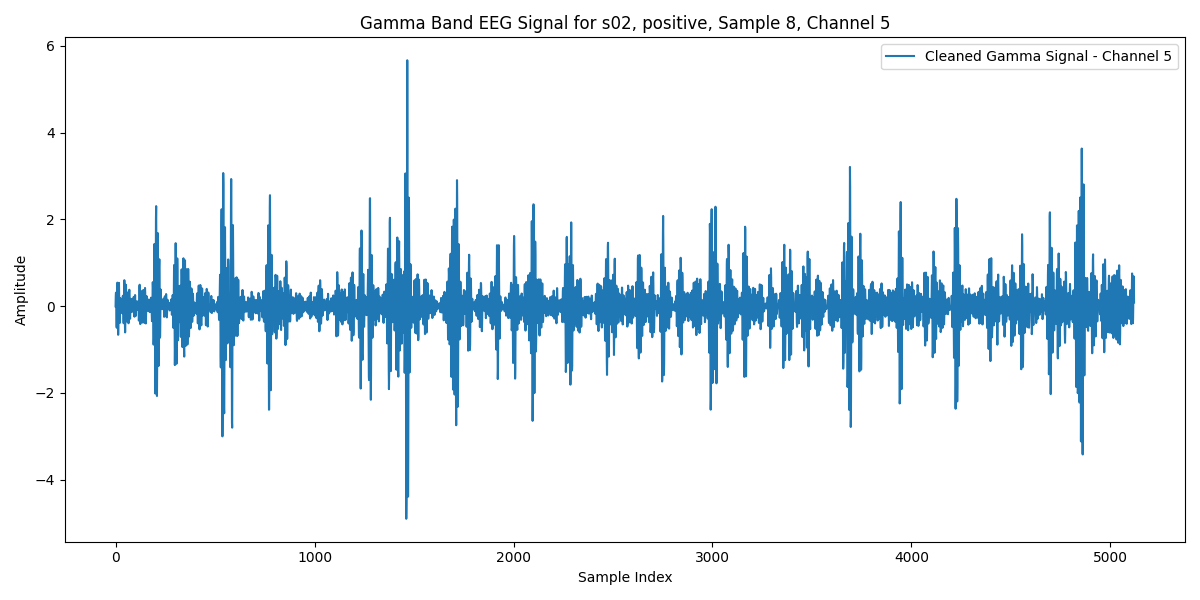 Gamma Band EEG Signal for s02, positive, Sample 8, Channel 5
Cleaned Gamma Signal - Channel 5
6
4
2
0
−2
−4
Amplitude
0 1000 2000 3000 4000 5000
Sample Index